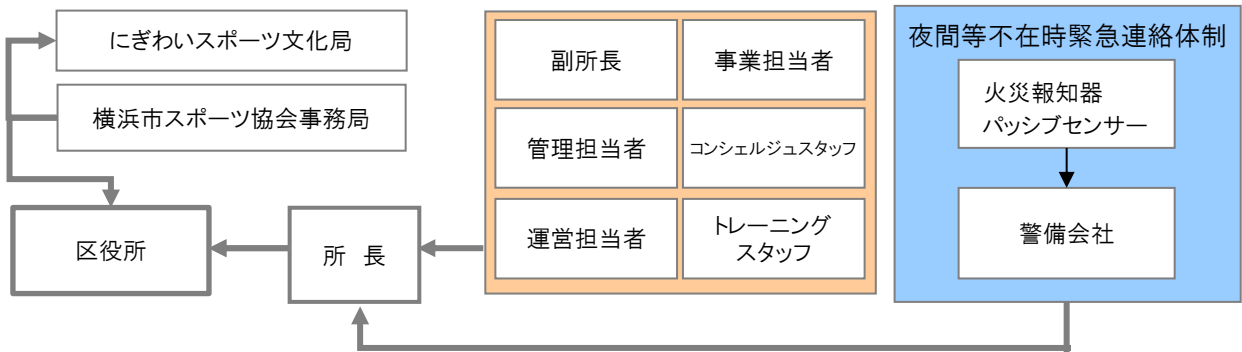 にぎわいスポーツ文化局
横浜市スポーツ協会事務局
区役所
所 長
副所長
事業担当者
管理担当者
コンシェルジュスタッフ
運営担当者
トレーニング
スタッフ
夜間等不在時緊急連絡体制
火災報知器
パッシブセンサー
警備会社